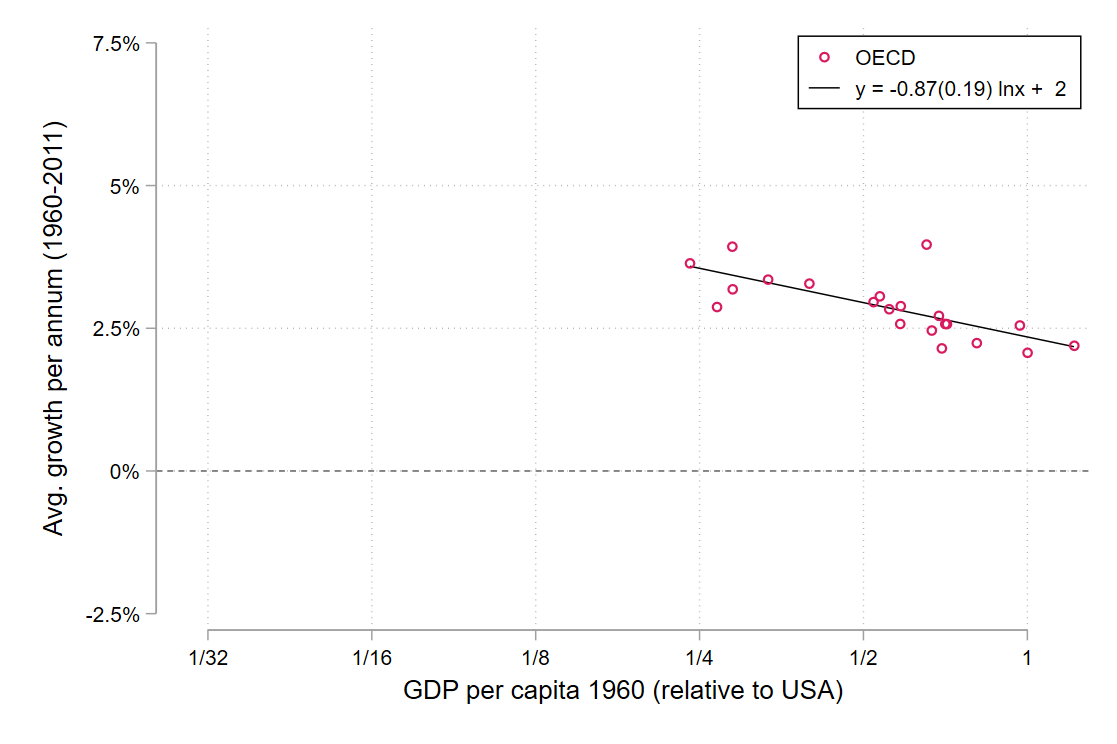 7.5%
5%
2.5%
0%
-2.5%
Avg. growth per annum (1960-2011)
OECD
y = -0.87(0.19) lnx +  2
1/32 1/16 1/8 1/4 1/2 1
GDP per capita 1960 (relative to USA)